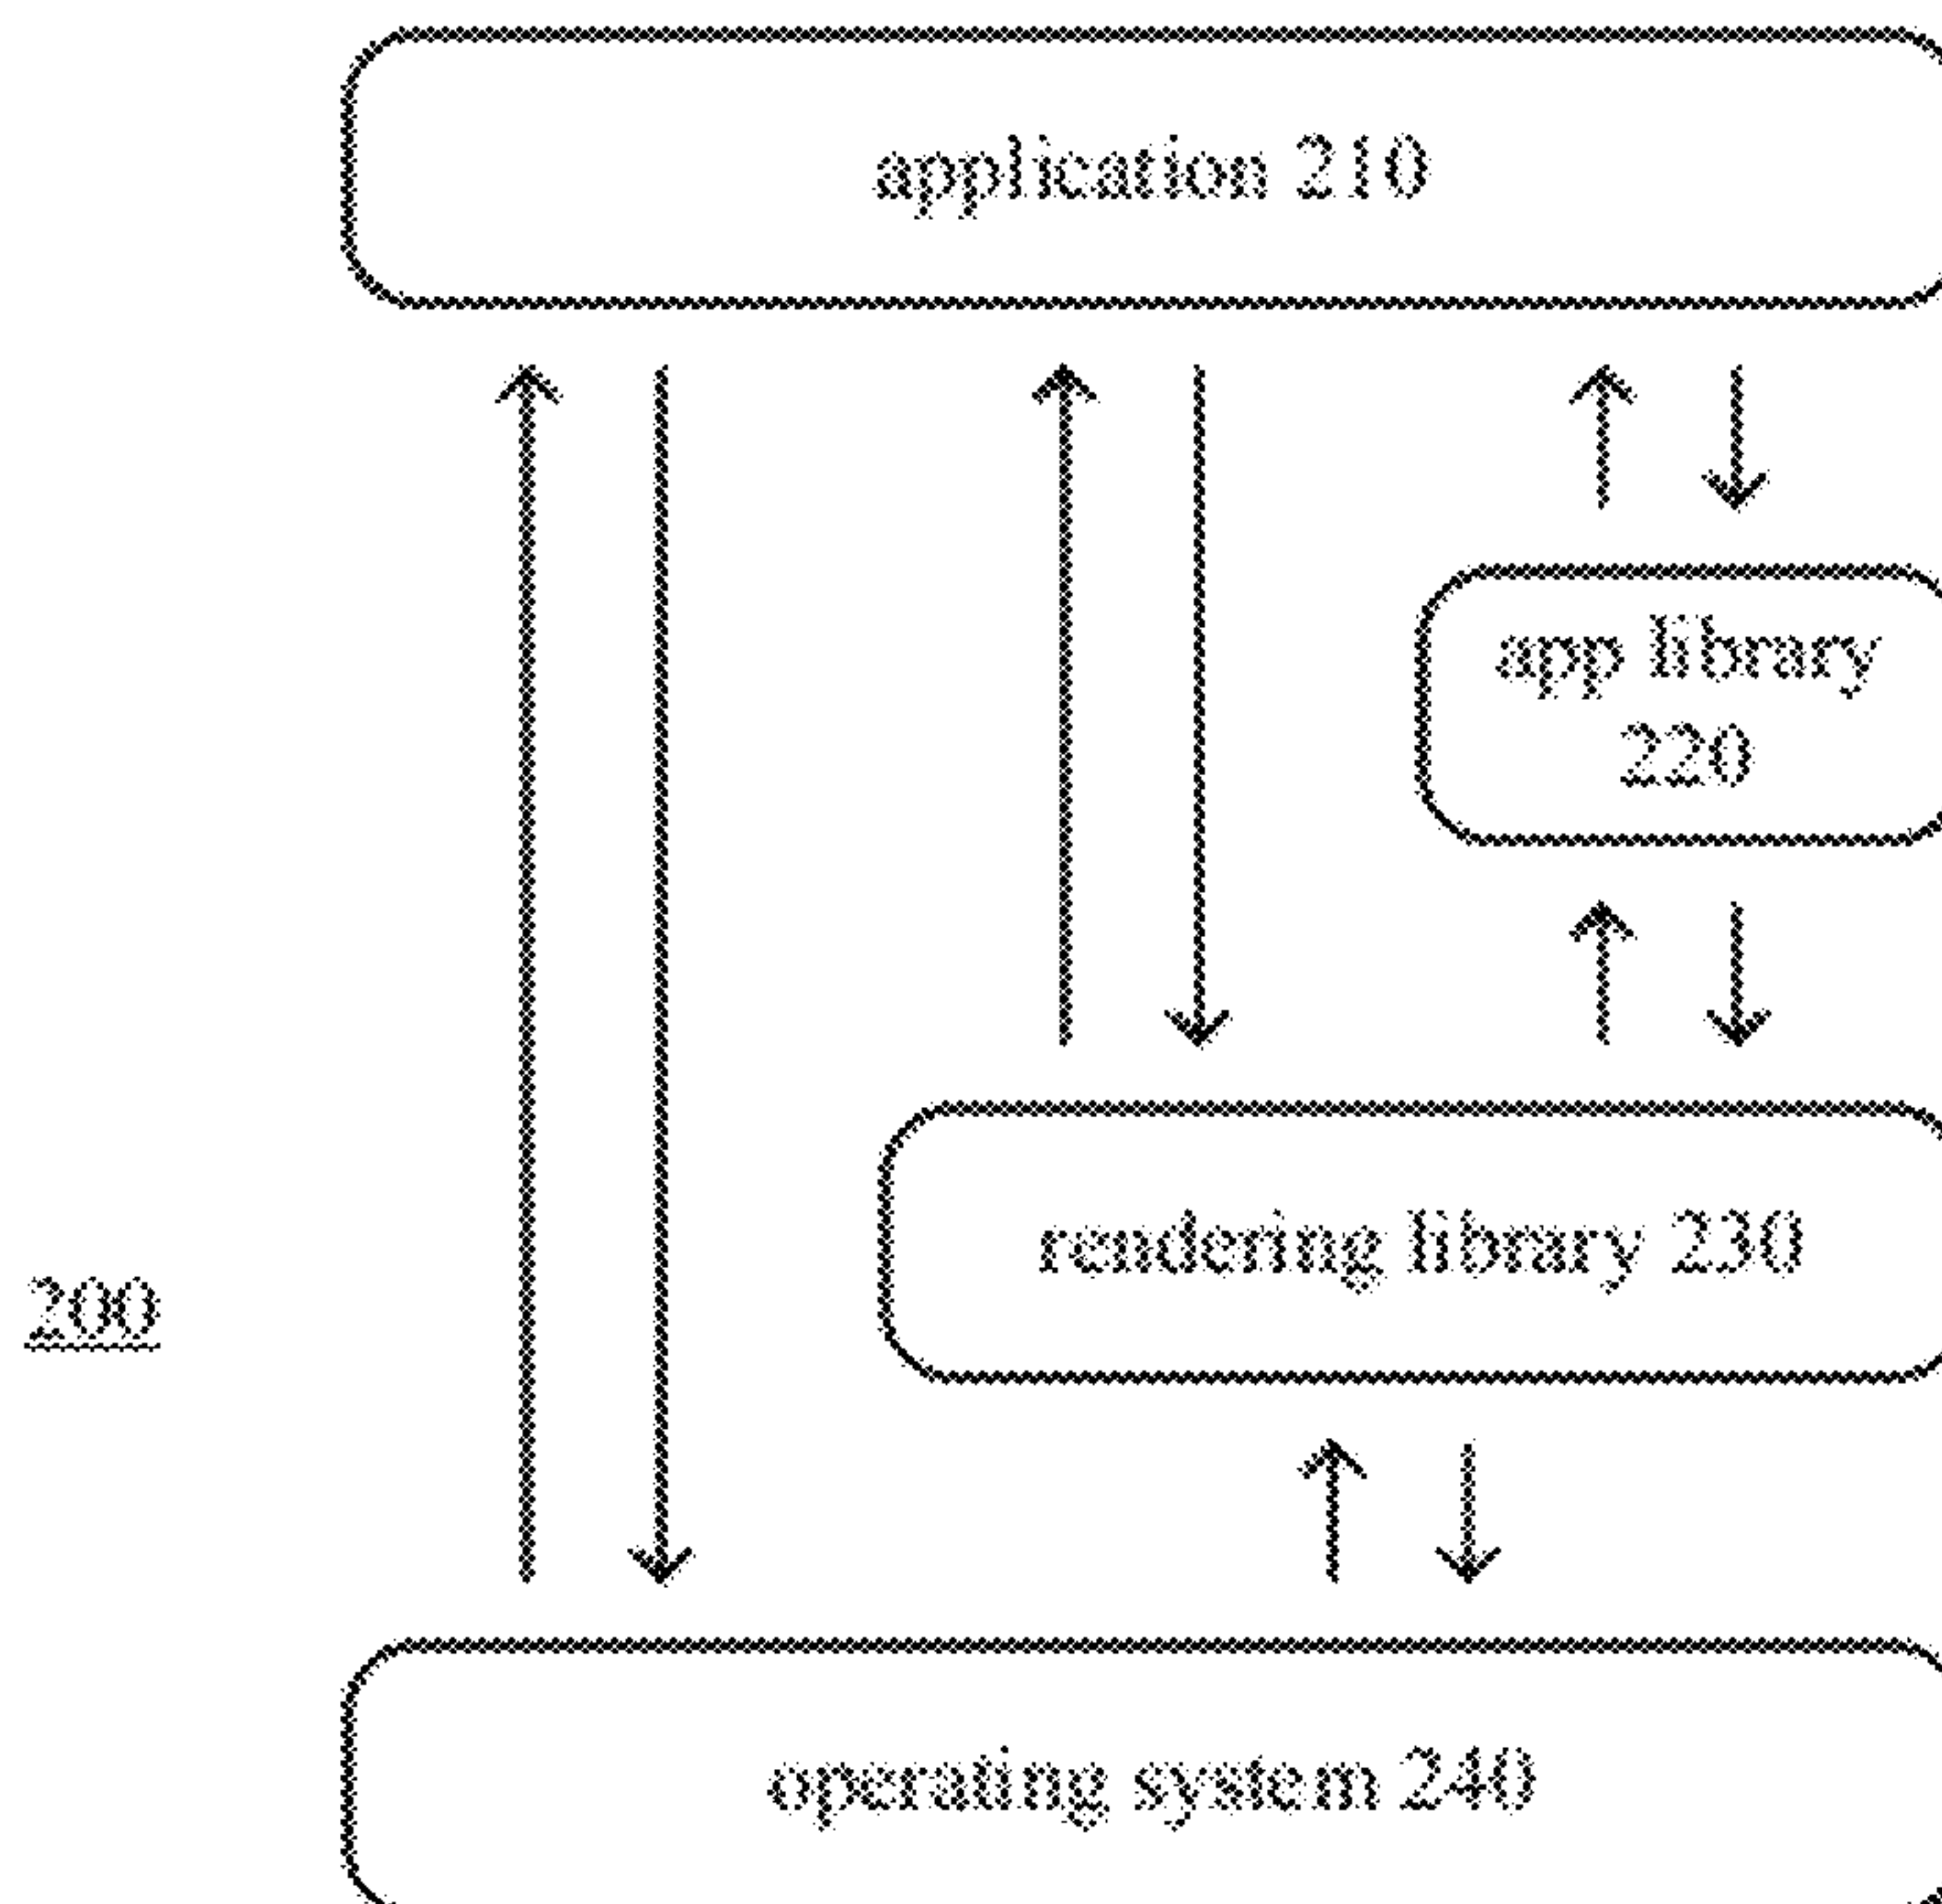 application 210
app library
220
rendering library 230
200
operating system 240